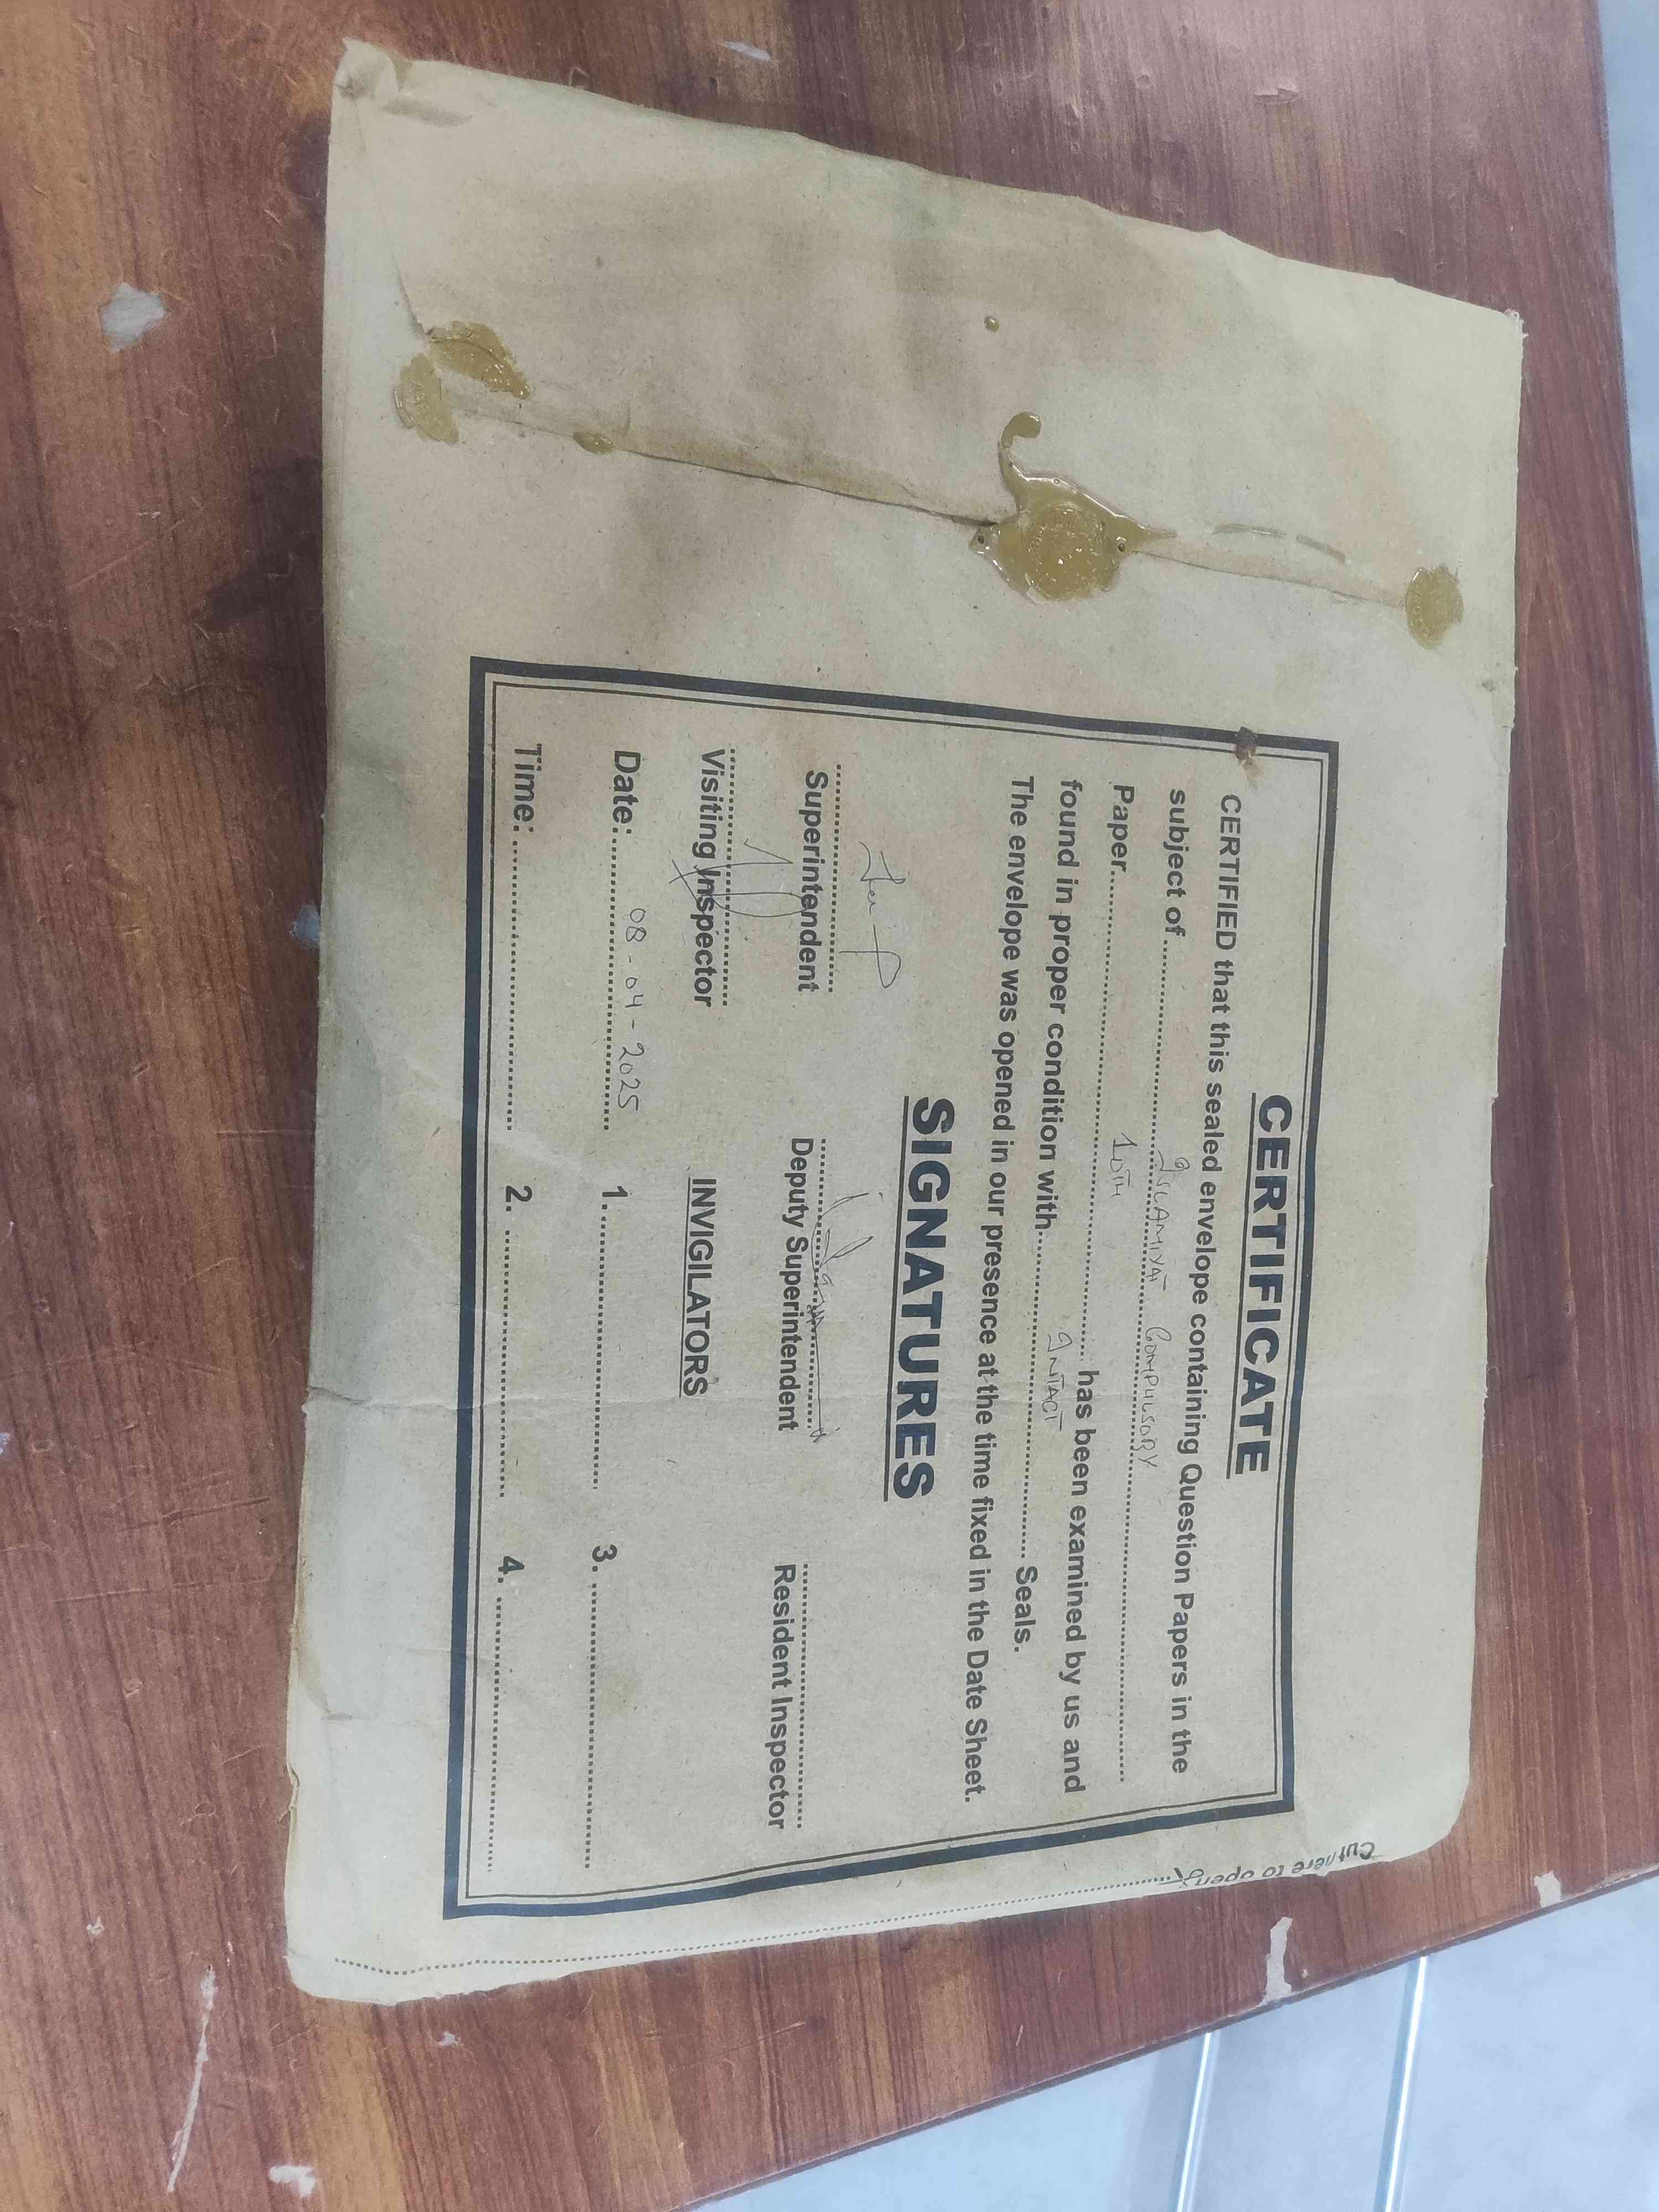 CERTIFICATE
CERTIFIED that this sealed envelope containing Question Papers in the
subject of .......... ISLAMIYAT COMPULSORY
Paper.......... 10TH .......... has been examined by us and
found in proper condition with.......... INTACT .......... Seals.
The envelope was opened in our presence at the time fixed in the Date Sheet.
SIGNATURES
Superintendent Deputy Superintendent Resident Inspector
Visiting Inspector INVIGILATORS
Date: 08-04-2025 1. 3.
Time: 2. 4.
Cut here to open